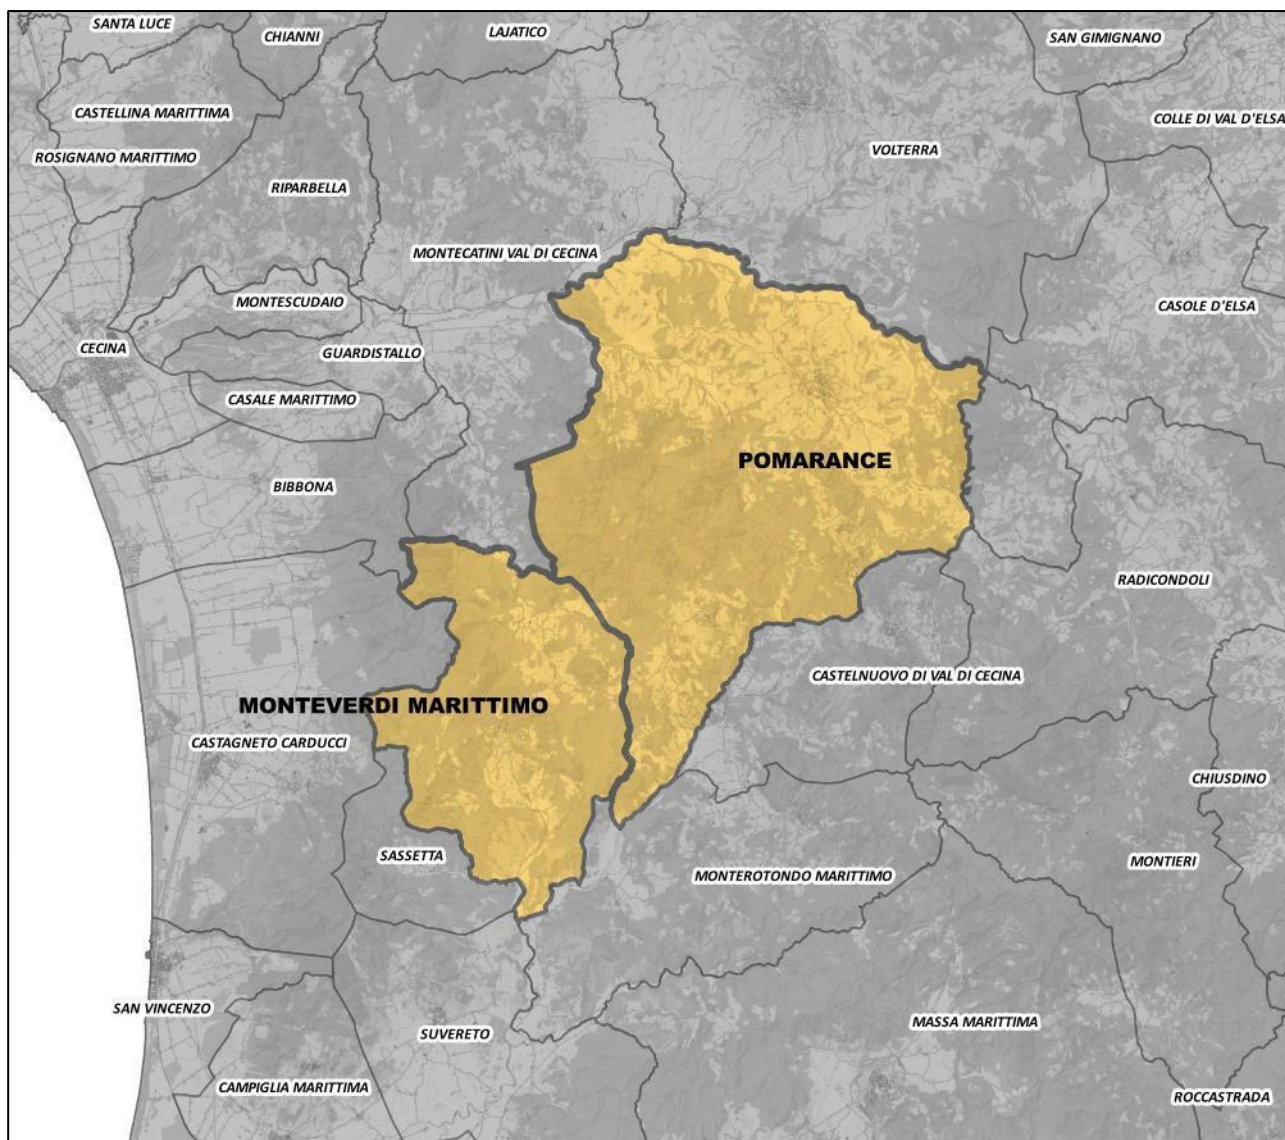 SANTA LUCE
CHIANNI
LAJATICO
SAN GIMIGNANO
CASTELLINA MARITTIMA
COLLE DI VAL D'ELSA
ROSIGNANO MARITTIMO
VOLTERRA
RIPARBELLA
MONTECATINI VAL DI CECINA
MONTESCUDAIO
CASOLE D'ELSA
CECINA
GUARDISTALLO
CASALE MARITTIMO
POMARANCE
BIBBONA
RADICONDOLI
CASTELNUOVO DI VAL DI CECINA
MONTEVERDI MARITTIMO
CASTAGNETO CARDUCCI
CHIUSDINO
SASSETTA
MONTIERI
MONTEROTONDO MARITTIMO
SAN VINCENZO
MASSA MARITTIMA
SUVERETO
CAMPIGLIA MARITTIMA
ROCCASTRADA